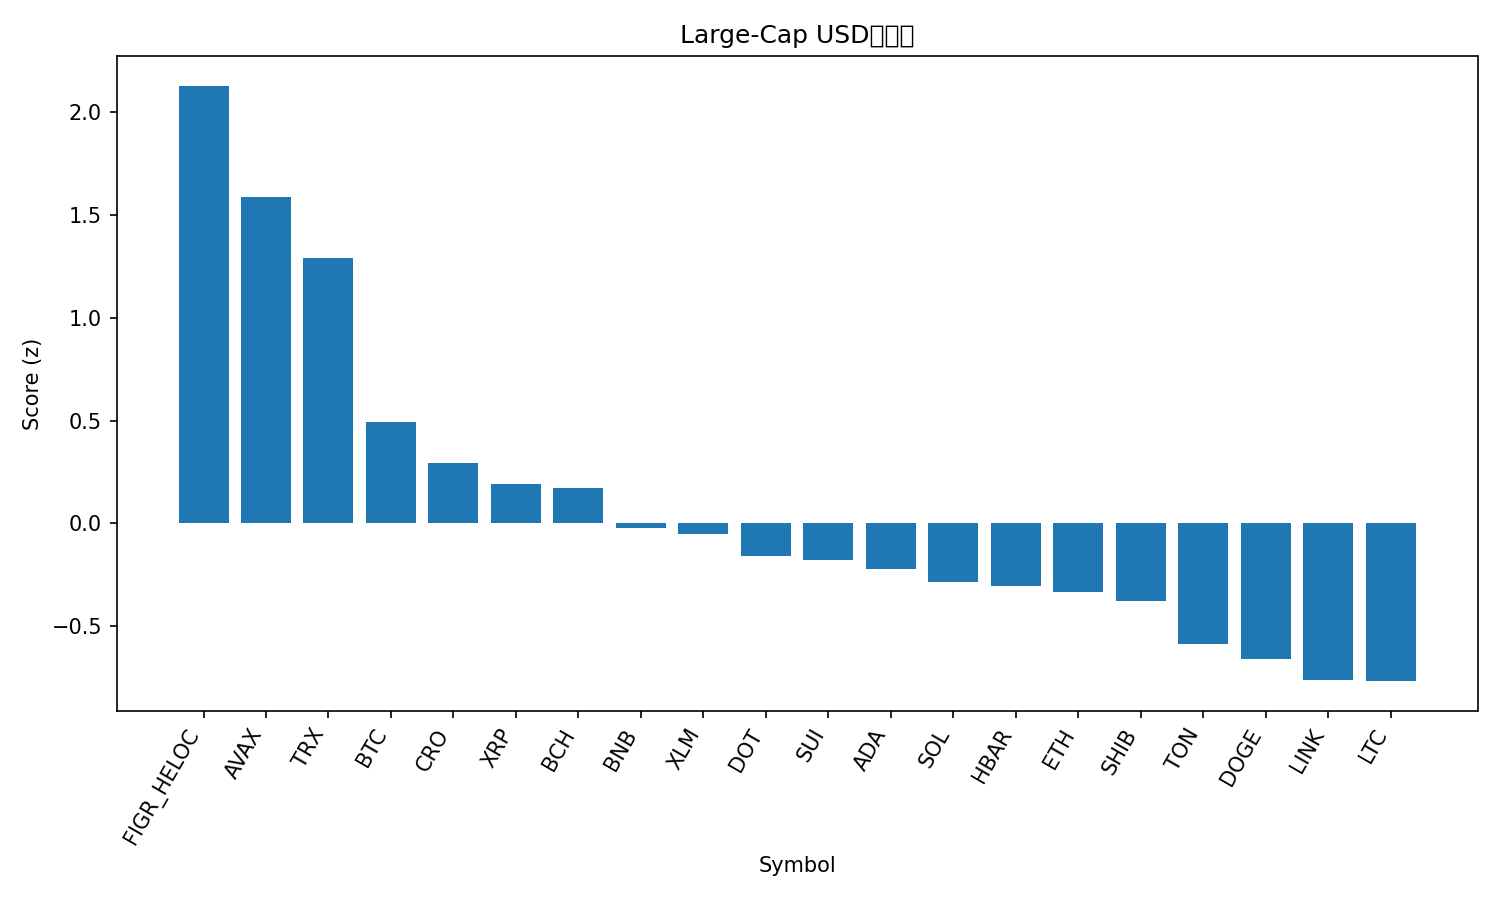 Large-Cap USD
2.0
1.5
1.0
0.5
0.0
−0.5
Score (z)
FIGR_HELOC
AVAX
TRX
BTC
CRO
XRP
BCH
BNB
XLM
DOT
SUI
ADA
SOL
HBAR
ETH
SHIB
TON
DOGE
LINK
LTC
Symbol